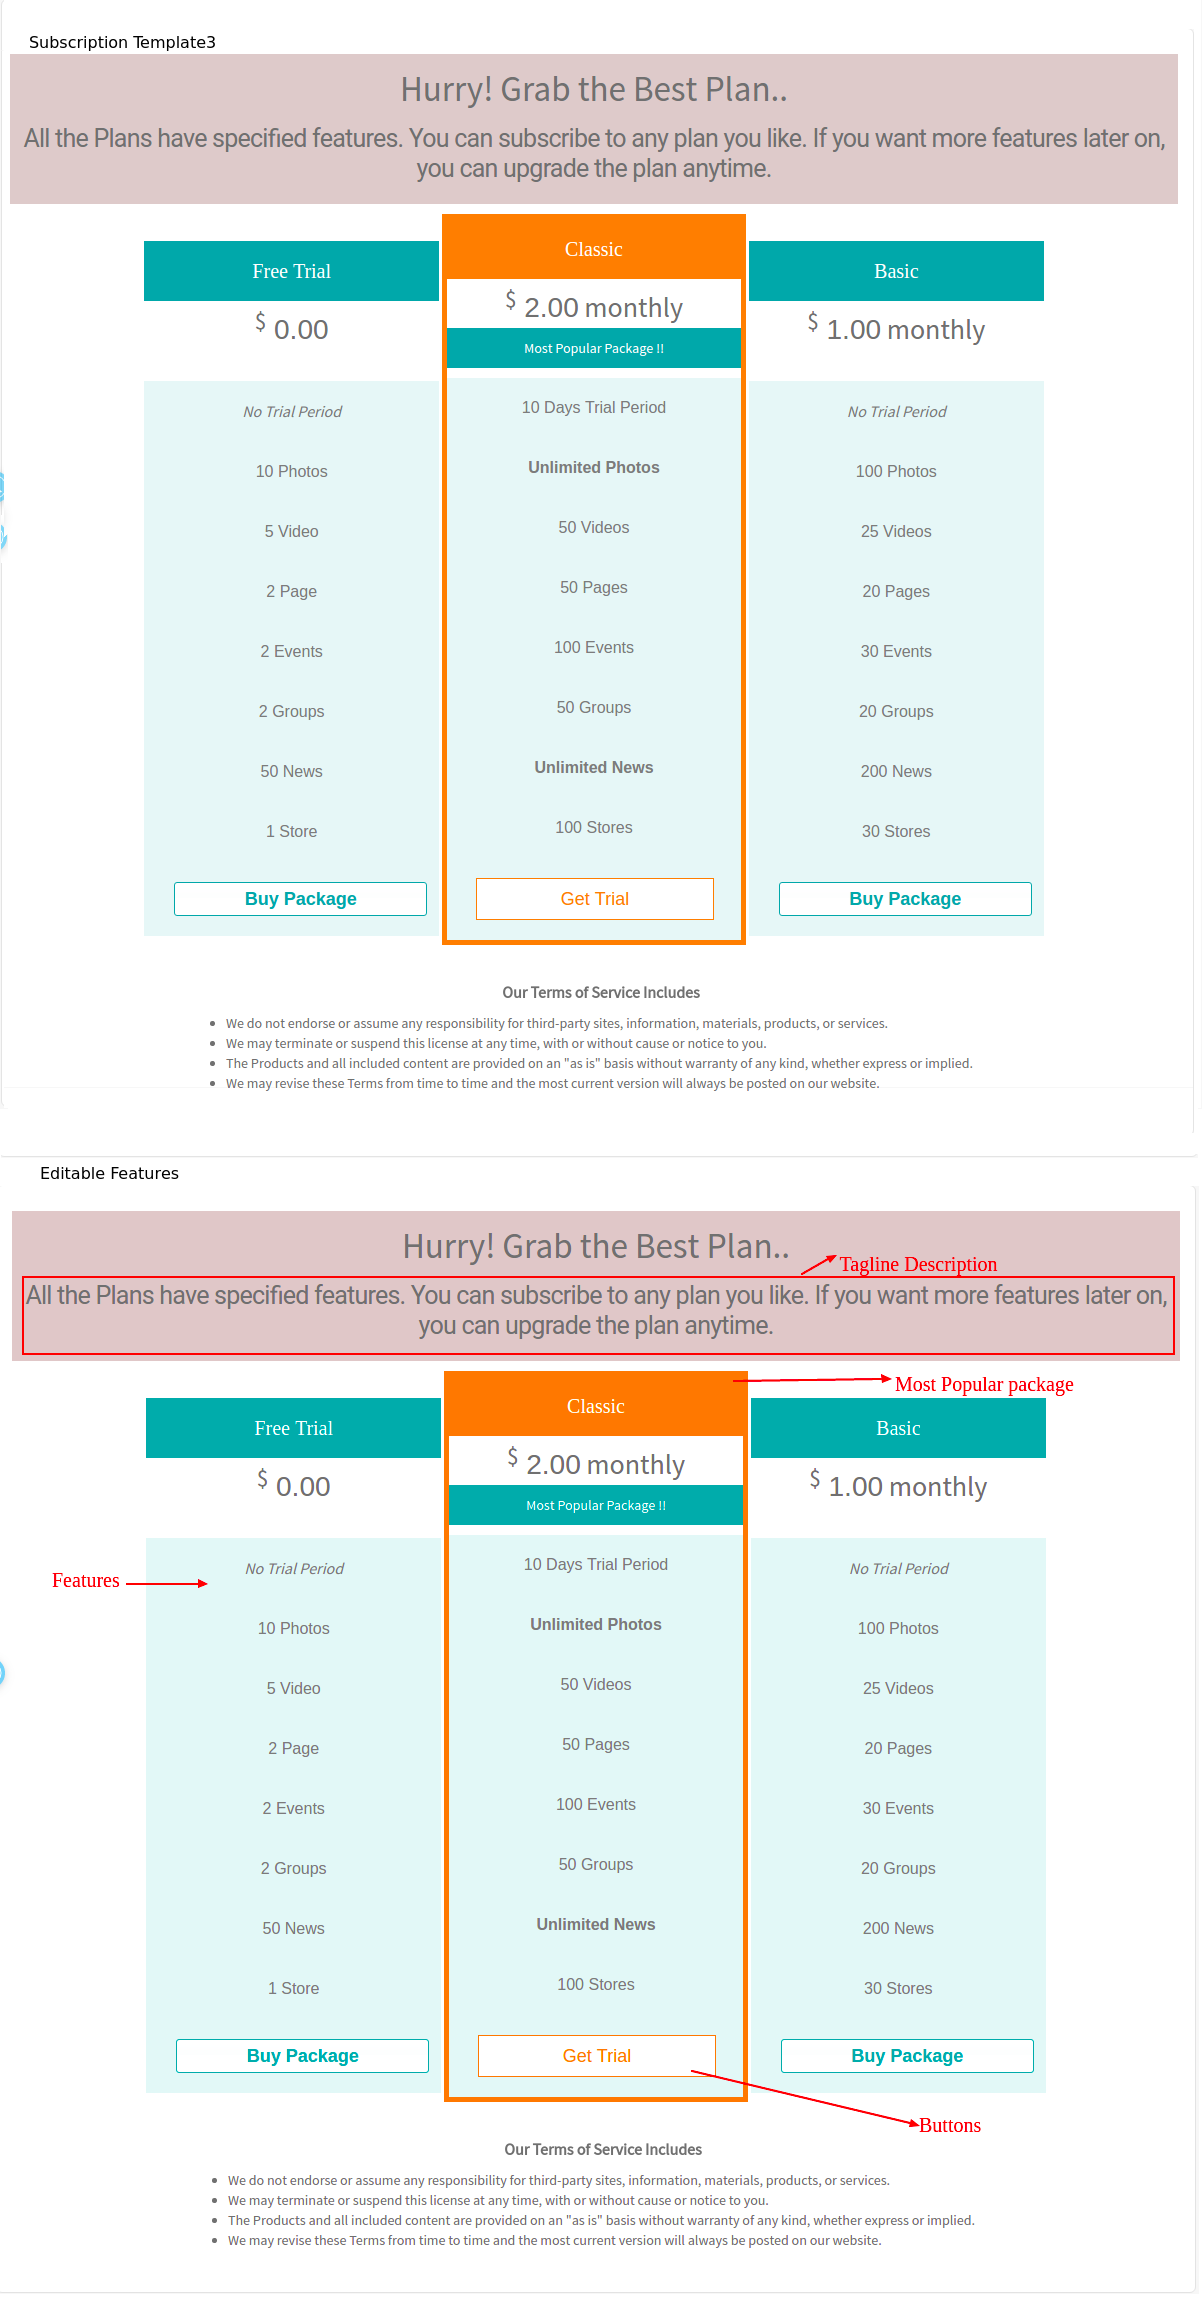 Subscription Template3
Hurry! Grab the Best Plan..
All the Plans have specified features. You can subscribe to any plan you like. If you want more features later on,
you can upgrade the plan anytime.
Free Trial
$ 0.00
No Trial Period
10 Photos
5 Video
2 Page
2 Events
2 Groups
50 News
1 Store
Buy Package
Classic
$ 2.00 monthly
Most Popular Package !!
10 Days Trial Period
Unlimited Photos
50 Videos
50 Pages
100 Events
50 Groups
Unlimited News
100 Stores
Get Trial
Basic
$ 1.00 monthly
No Trial Period
100 Photos
25 Videos
20 Pages
30 Events
20 Groups
200 News
30 Stores
Buy Package
Our Terms of Service Includes
• We do not endorse or assume any responsibility for third-party sites, information, materials, products, or services.
• We may terminate or suspend this license at any time, with or without cause or notice to you.
• The Products and all included content are provided on an "as is" basis without warranty of any kind, whether express or implied.
• We may revise these Terms from time to time and the most current version will always be posted on our website.
Editable Features
Hurry! Grab the Best Plan..
Tagline Description
All the Plans have specified features. You can subscribe to any plan you like. If you want more features later on,
you can upgrade the plan anytime.
Most Popular package
Features
Free Trial
$ 0.00
No Trial Period
10 Photos
5 Video
2 Page
2 Events
2 Groups
50 News
1 Store
Buy Package
Classic
$ 2.00 monthly
Most Popular Package !!
10 Days Trial Period
Unlimited Photos
50 Videos
50 Pages
100 Events
50 Groups
Unlimited News
100 Stores
Get Trial
Basic
$ 1.00 monthly
No Trial Period
100 Photos
25 Videos
20 Pages
30 Events
20 Groups
200 News
30 Stores
Buy Package
Buttons
Our Terms of Service Includes
• We do not endorse or assume any responsibility for third-party sites, information, materials, products, or services.
• We may terminate or suspend this license at any time, with or without cause or notice to you.
• The Products and all included content are provided on an "as is" basis without warranty of any kind, whether express or implied.
• We may revise these Terms from time to time and the most current version will always be posted on our website.